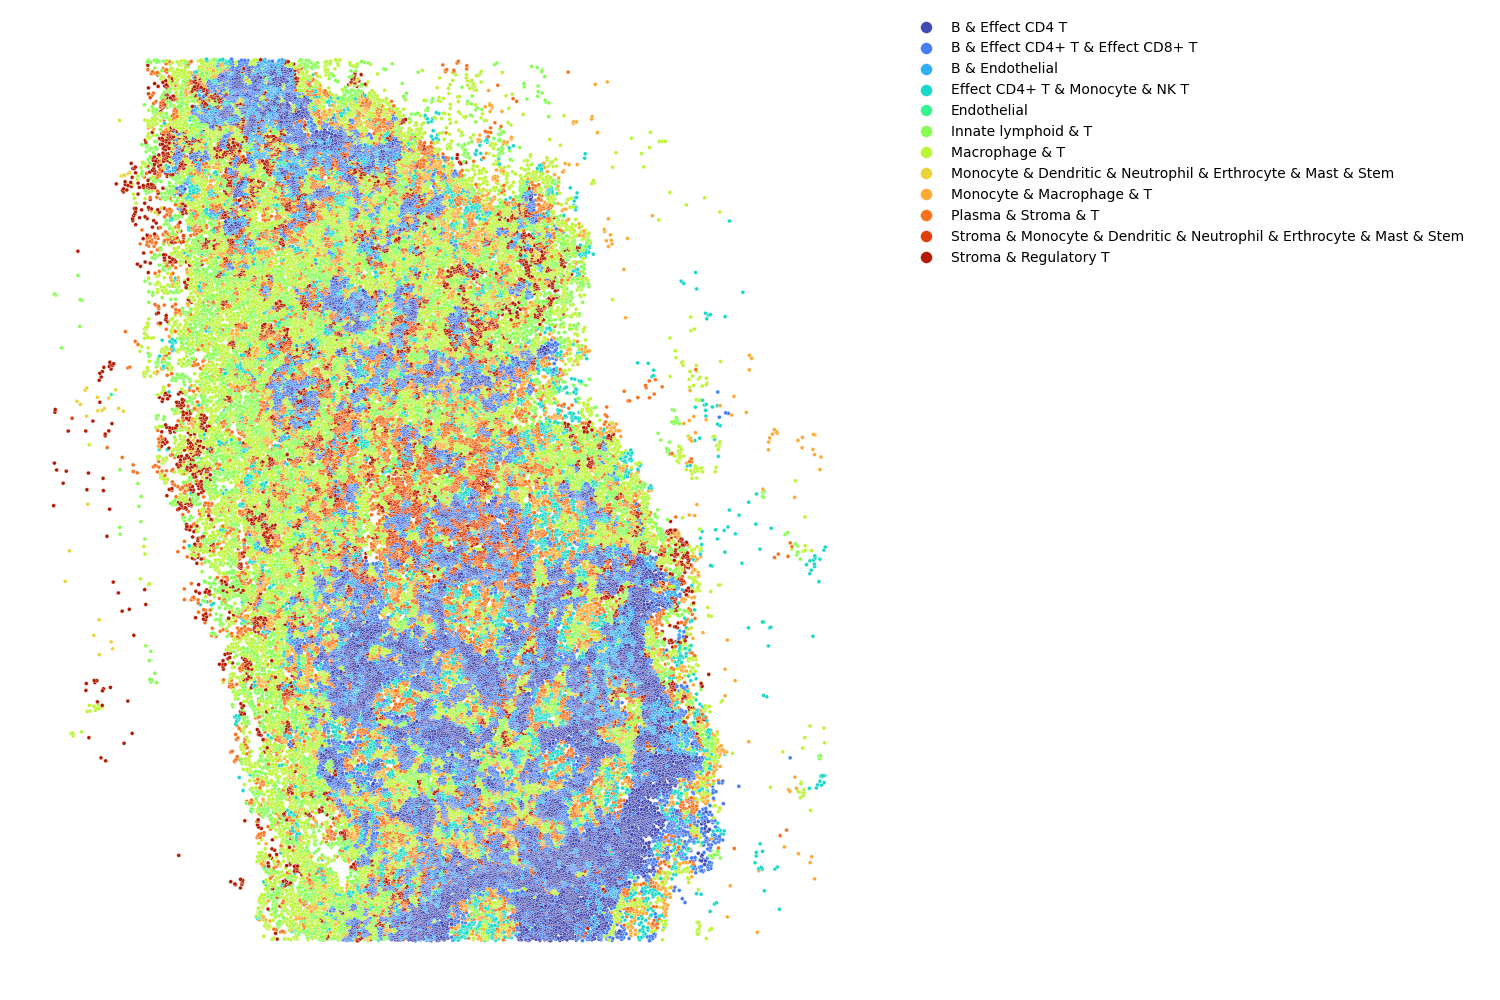 B & Effect CD4 T
B & Effect CD4+ T & Effect CD8+ T
B & Endothelial
Effect CD4+ T & Monocyte & NK T
Endothelial
Innate lymphoid & T
Macrophage & T
Monocyte & Dendritic & Neutrophil & Erthrocyte & Mast & Stem
Monocyte & Macrophage & T
Plasma & Stroma & T
Stroma & Monocyte & Dendritic & Neutrophil & Erthrocyte & Mast & Stem
Stroma & Regulatory T